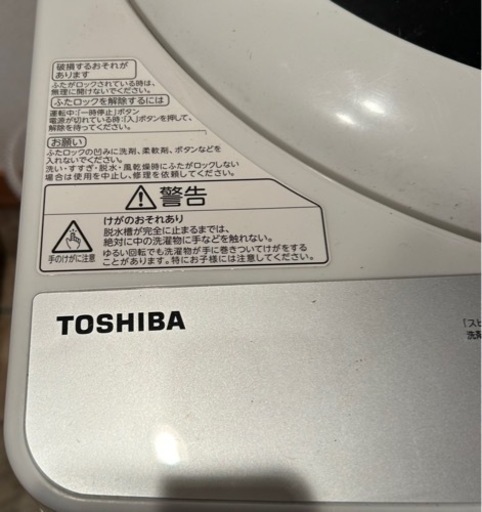 破損するおそれが
あります
ふたがロックされている時は、
無理に開けないでください。
ふたロックを解除するには
運転中:「一時停止」ボタン
電源が切れている時:「入」ボタンを押して、
解除を待ってください。
お願い
ふたロックの凹みに洗剤、柔軟剤、ボタンなどを
入れないでください。
洗い・すすぎ・脱水・風乾燥時にふたがロックしない
場合は使用を中止し、修理を依頼してください。
警告
けがのおそれあり
脱水槽が完全に止まるまでは、
絶対に中の洗濯物に手などを触れない。
ゆるい回転でも洗濯物が手に巻きついてけがをする
ことがあります。特にお子様には注意してください。
手のけがに注意
TOSHIBA
「スピ
洗剤